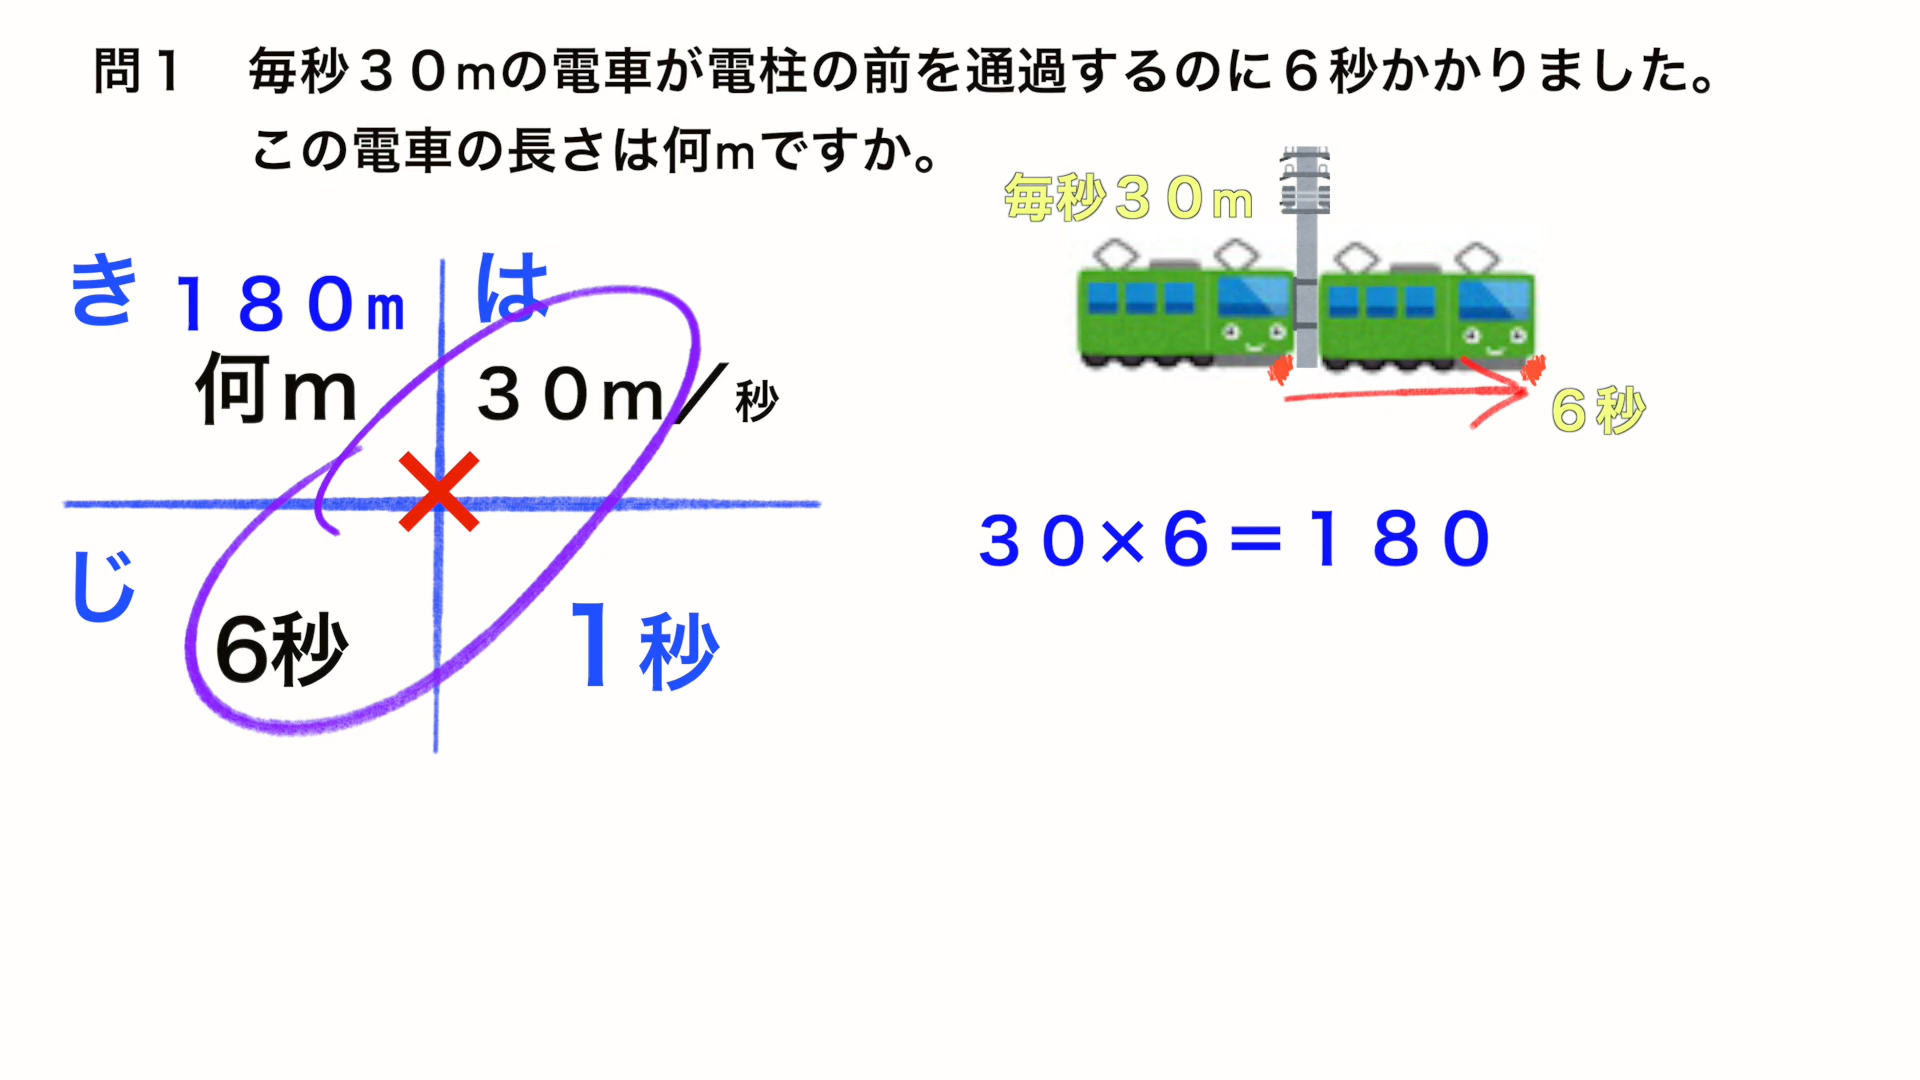 問１　毎秒３０mの電車が電柱の前を通過するのに６秒かかりました。
この電車の長さは何mですか。
毎秒３０m
き １８０m は
何m ３０m／秒
６秒
×
３０×６＝１８０
じ
6秒 1秒